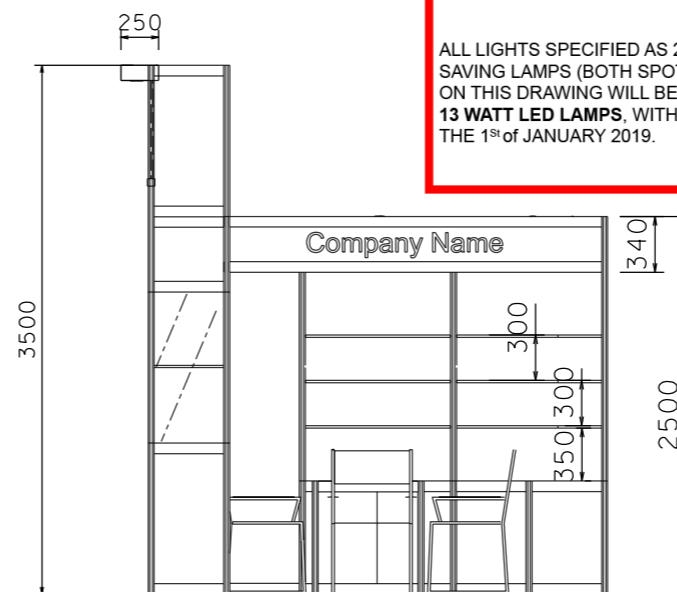 250
ALL LIGHTS SPECIFIED AS 2
SAVING LAMPS (BOTH SPOT
ON THIS DRAWING WILL BE
13 WATT LED LAMPS, WITH
THE 1St of JANUARY 2019.
Company Name
340
3500
300
300
2500
350